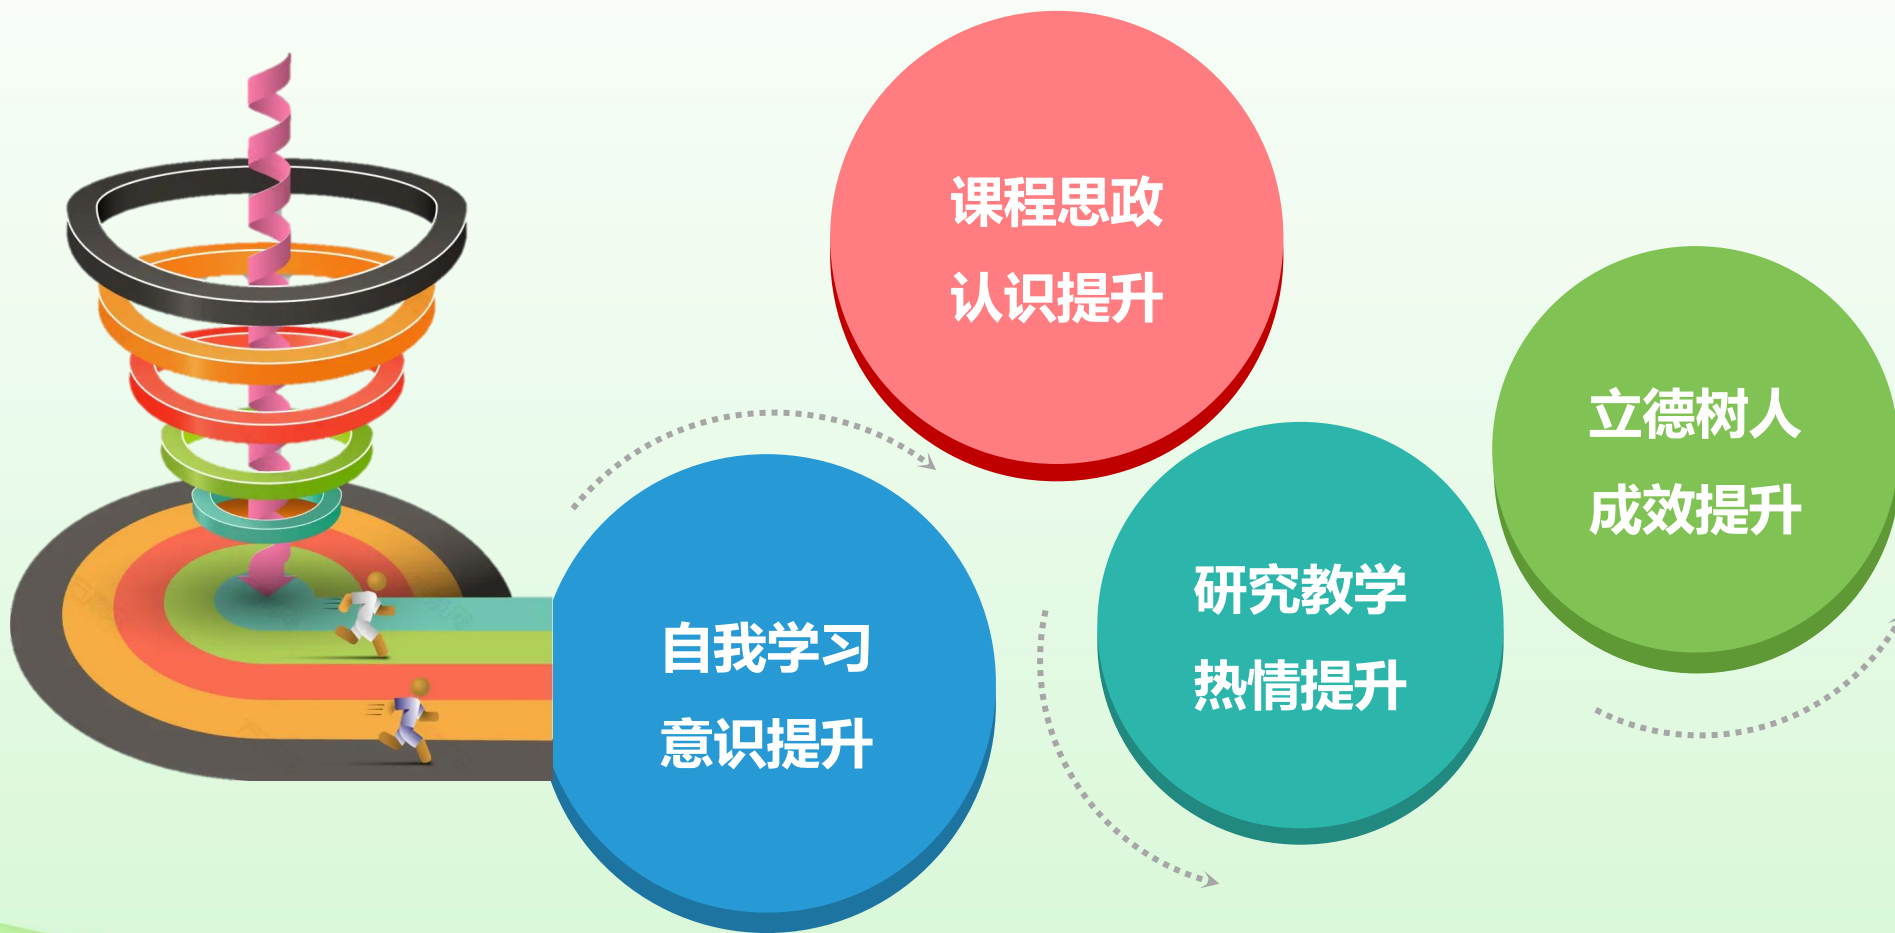 课程思政
认识提升
立德树人
成效提升
研究教学
热情提升
自我学习
意识提升